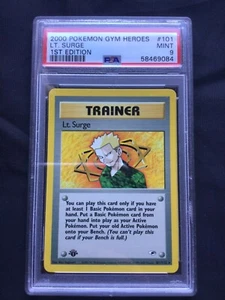 2000 POKEMON GYM HEROES #101
LT. SURGE MINT
1ST EDITION 9
PSA 58469084
TRAINER
Lt. Surge
You can play this card only if you have at
least 1 Basic Pokémon card in your
hand. Put a Basic Pokémon card from
your hand into play as your Active
Pokémon. Put your old Active Pokémon
onto your Bench. (You can't play this
card if your Bench is full.)